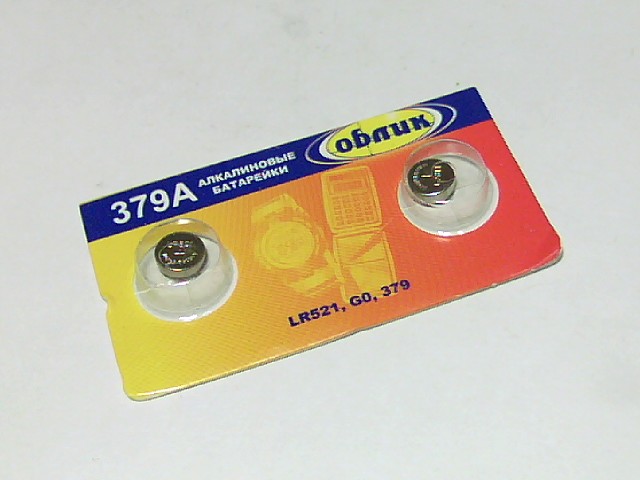 облик
379A
АЛКАЛИНОВЫЕ
БАТАРЕЙКИ
LR521, G0, 379